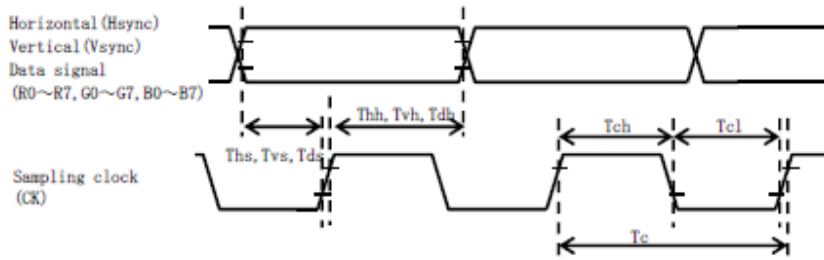 Horizontal(Hsync)
Vertical(Vsync)
Data signal
(R0～R7,G0～G7,B0～B7)
Thh,Tvh,Tdh
Tch
Tcl
Ths,Tvs,Tds
Sampling clock
(CK)
Tc